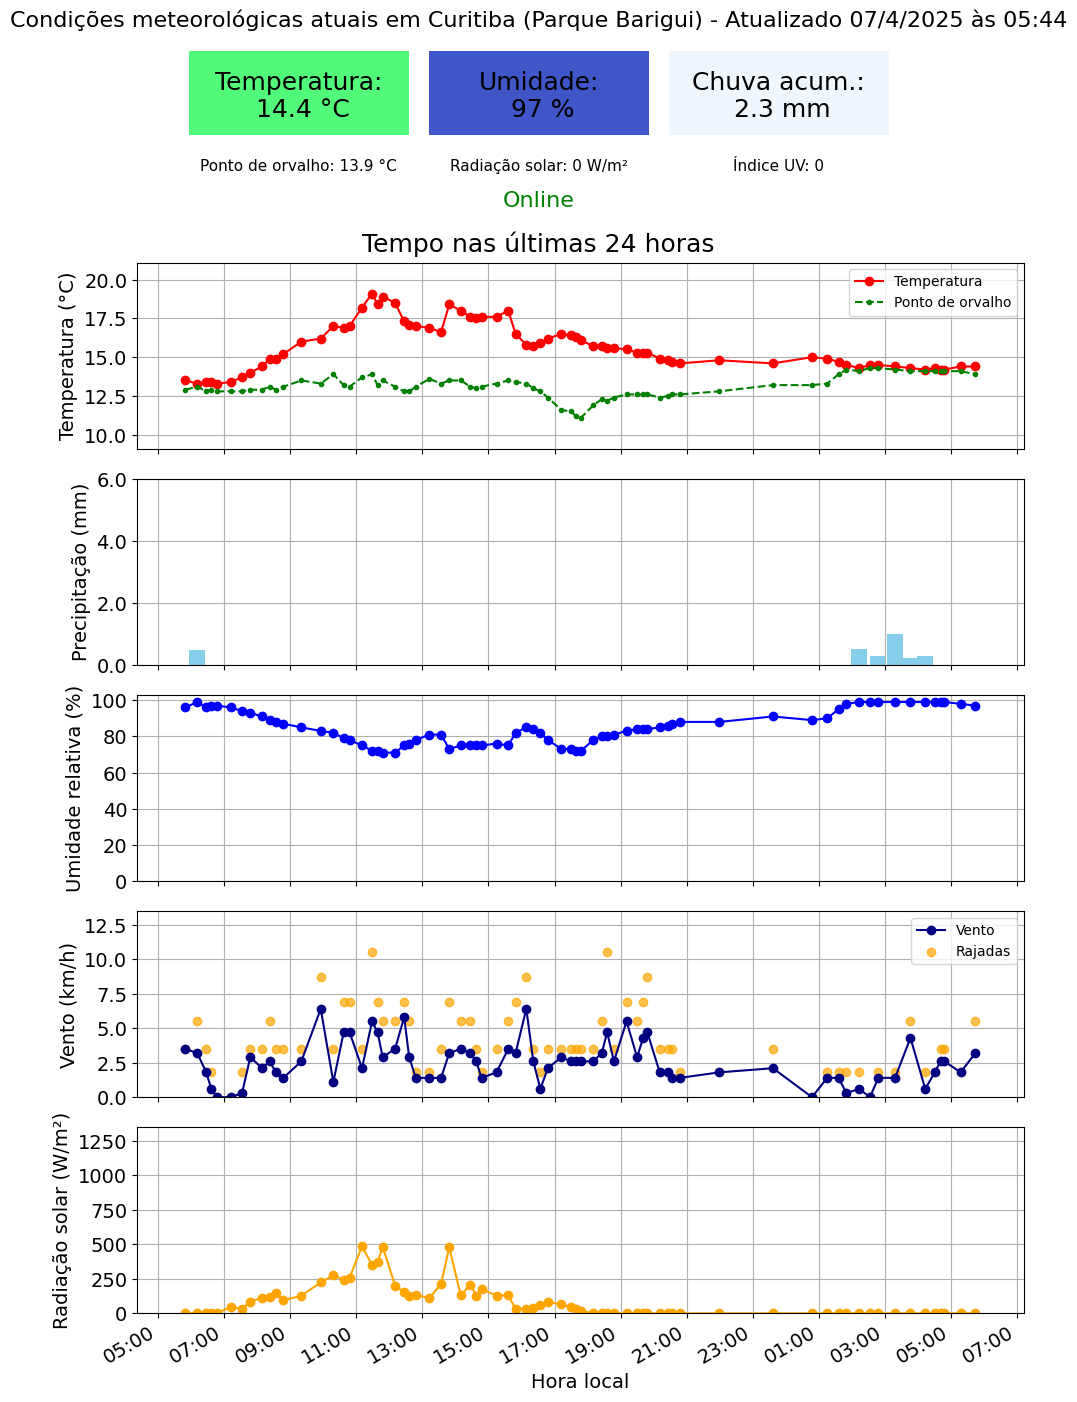 Condições meteorológicas atuais em Curitiba (Parque Barigui) - Atualizado 07/4/2025 às 05:44
Temperatura:
14.4 °C
Umidade:
97 %
Chuva acum.:
2.3 mm
Ponto de orvalho: 13.9 °C
Radiação solar: 0 W/m²
Índice UV: 0
Online
Tempo nas últimas 24 horas
Temperatura (°C)
20.0
17.5
15.0
12.5
10.0
Temperatura
Ponto de orvalho
Precipitação (mm)
6.0
4.0
2.0
0.0
Umidade relativa (%)
100
80
60
40
20
0
Vento (km/h)
12.5
10.0
7.5
5.0
2.5
0.0
Vento
Rajadas
Radiação solar (W/m²)
1250
1000
750
500
250
0
05:00 07:00 09:00 11:00 13:00 15:00 17:00 19:00 21:00 23:00 01:00 03:00 05:00 07:00
Hora local